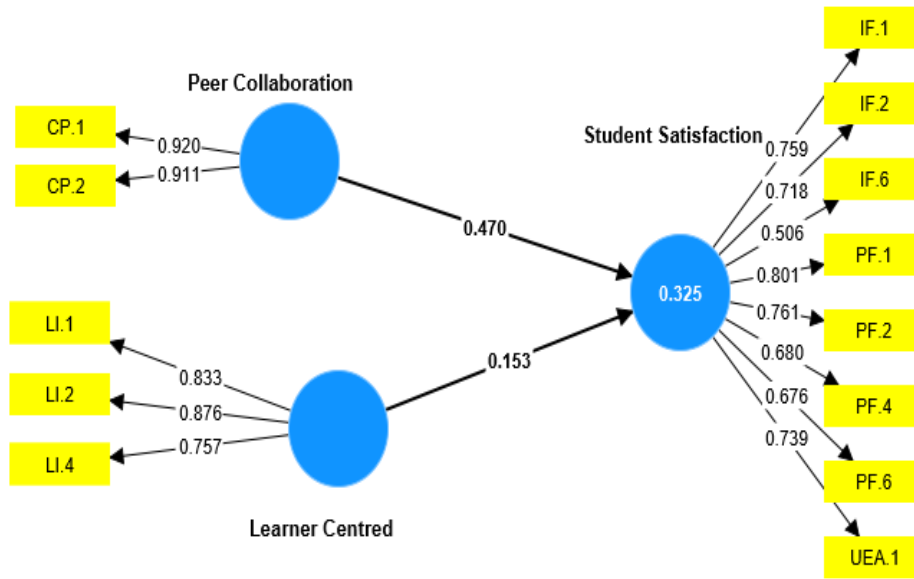 Peer Collaboration
CP.1
0.920
CP.2
0.911
0.470
LI.1
0.833
LI.2
0.876
LI.4
0.757
Learner Centred
0.153
Student Satisfaction
0.325
IF.1
0.759
IF.2
0.718
IF.6
0.506
PF.1
0.801
PF.2
0.761
PF.4
0.680
PF.6
0.676
UEA.1
0.739